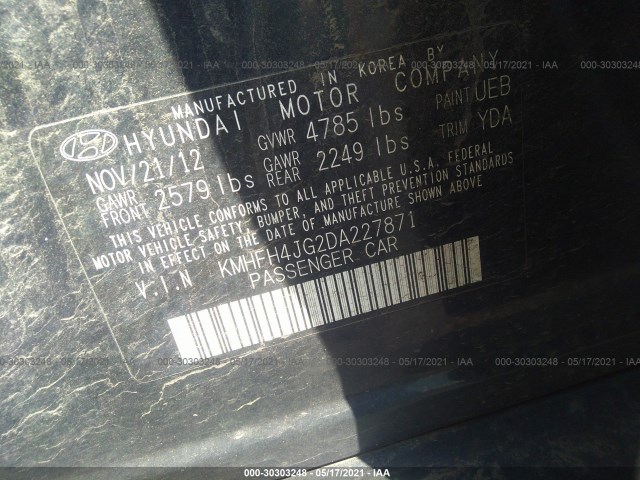 000-30303248 - 05/17/2021 - IAA
MANUFACTURED IN KOREA BY
HYUNDAI MOTOR COMPANY
NOV/21/12 GVWR 4785 lbs PAINT UEB
GAWR FRONT 2579 lbs GAWR REAR 2249 lbs TRIM YDA
THIS VEHICLE CONFORMS TO ALL APPLICABLE U.S.A. FEDERAL
MOTOR VEHICLE SAFETY, BUMPER, AND THEFT PREVENTION STANDARDS
IN EFFECT ON THE DATE OF MANUFACTURE SHOWN ABOVE
V.I.N KMHFH4JG2DA227871
PASSENGER CAR
000-30303248 - 05/17/2021 - IAA
000-30303248 - 05/17/2021 - IAA